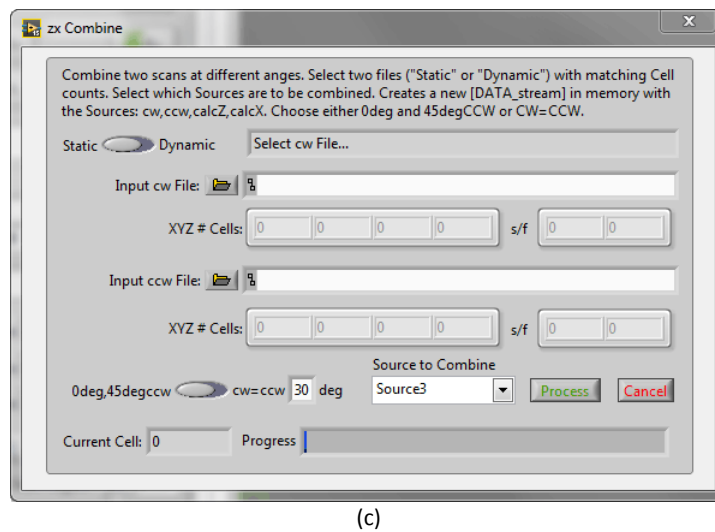 zx Combine
Combine two scans at different anges. Select two files ("Static" or "Dynamic") with matching Cell
counts. Select which Sources are to be combined. Creates a new [DATA_stream] in memory with
the Sources: cw,ccw,calcZ,calcX. Choose either 0deg and 45degCCW or CW=CCW.
Static Dynamic Select cw File...
Input cw File:
XYZ # Cells: 0 0 0 0 s/f 0 0
Input ccw File:
XYZ # Cells: 0 0 0 0 s/f 0 0
Source to Combine
0deg,45degccw cw=ccw 30 deg Source3 Process Cancel
Current Cell: 0 Progress
(c)